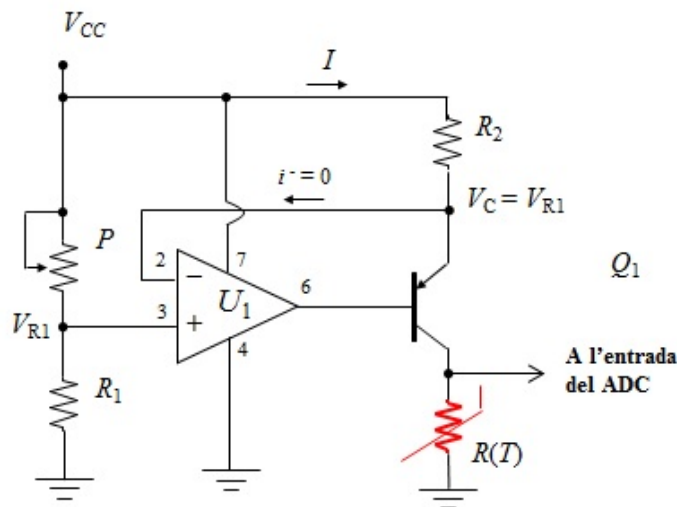 V_CC
I
R_2
i⁻ = 0
V_C = V_R1
P
2
−
7
Q_1
6
U_1
V_R1
3
+
4
A l'entrada
del ADC
R_1
R(T)